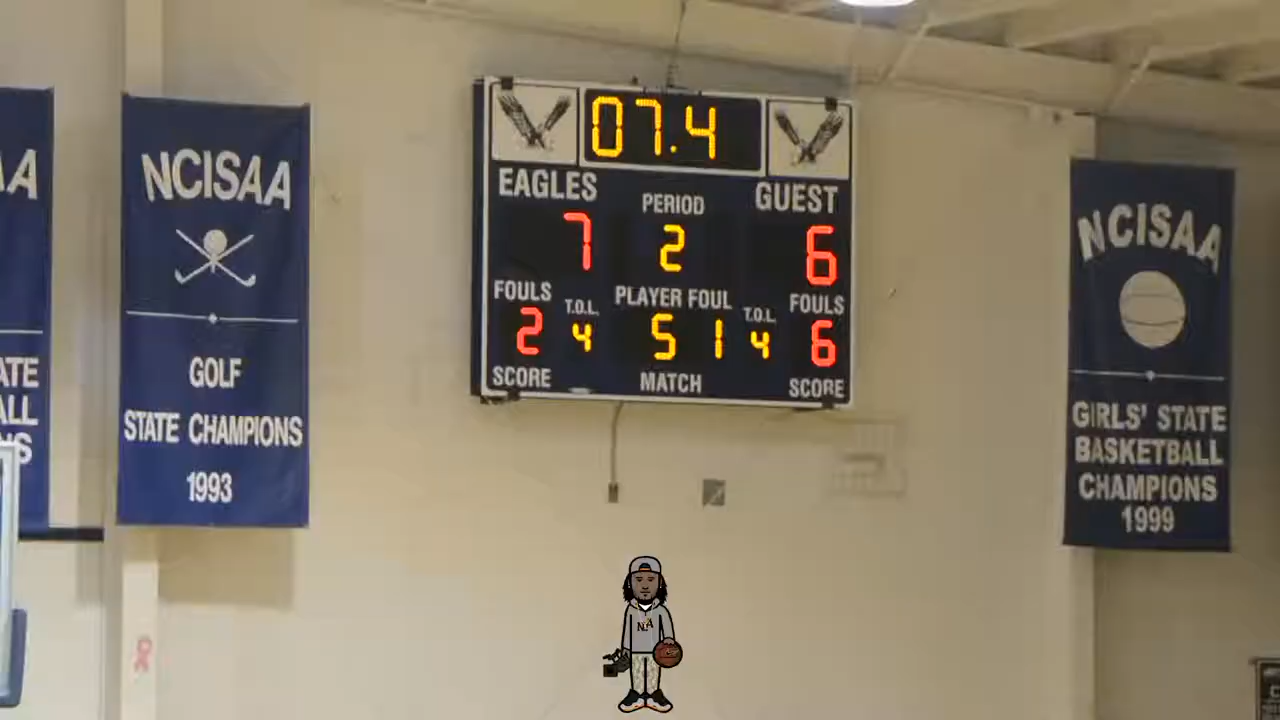 AA
ATE
ALL
NS
NCISAA
GOLF
STATE CHAMPIONS
1993
07.4
EAGLES PERIOD GUEST
7 2 6
FOULS T.O.L. PLAYER FOUL T.O.L. FOULS
2 4 5 1 4 6
SCORE MATCH SCORE
NCISAA
GIRLS' STATE
BASKETBALL
CHAMPIONS
1999